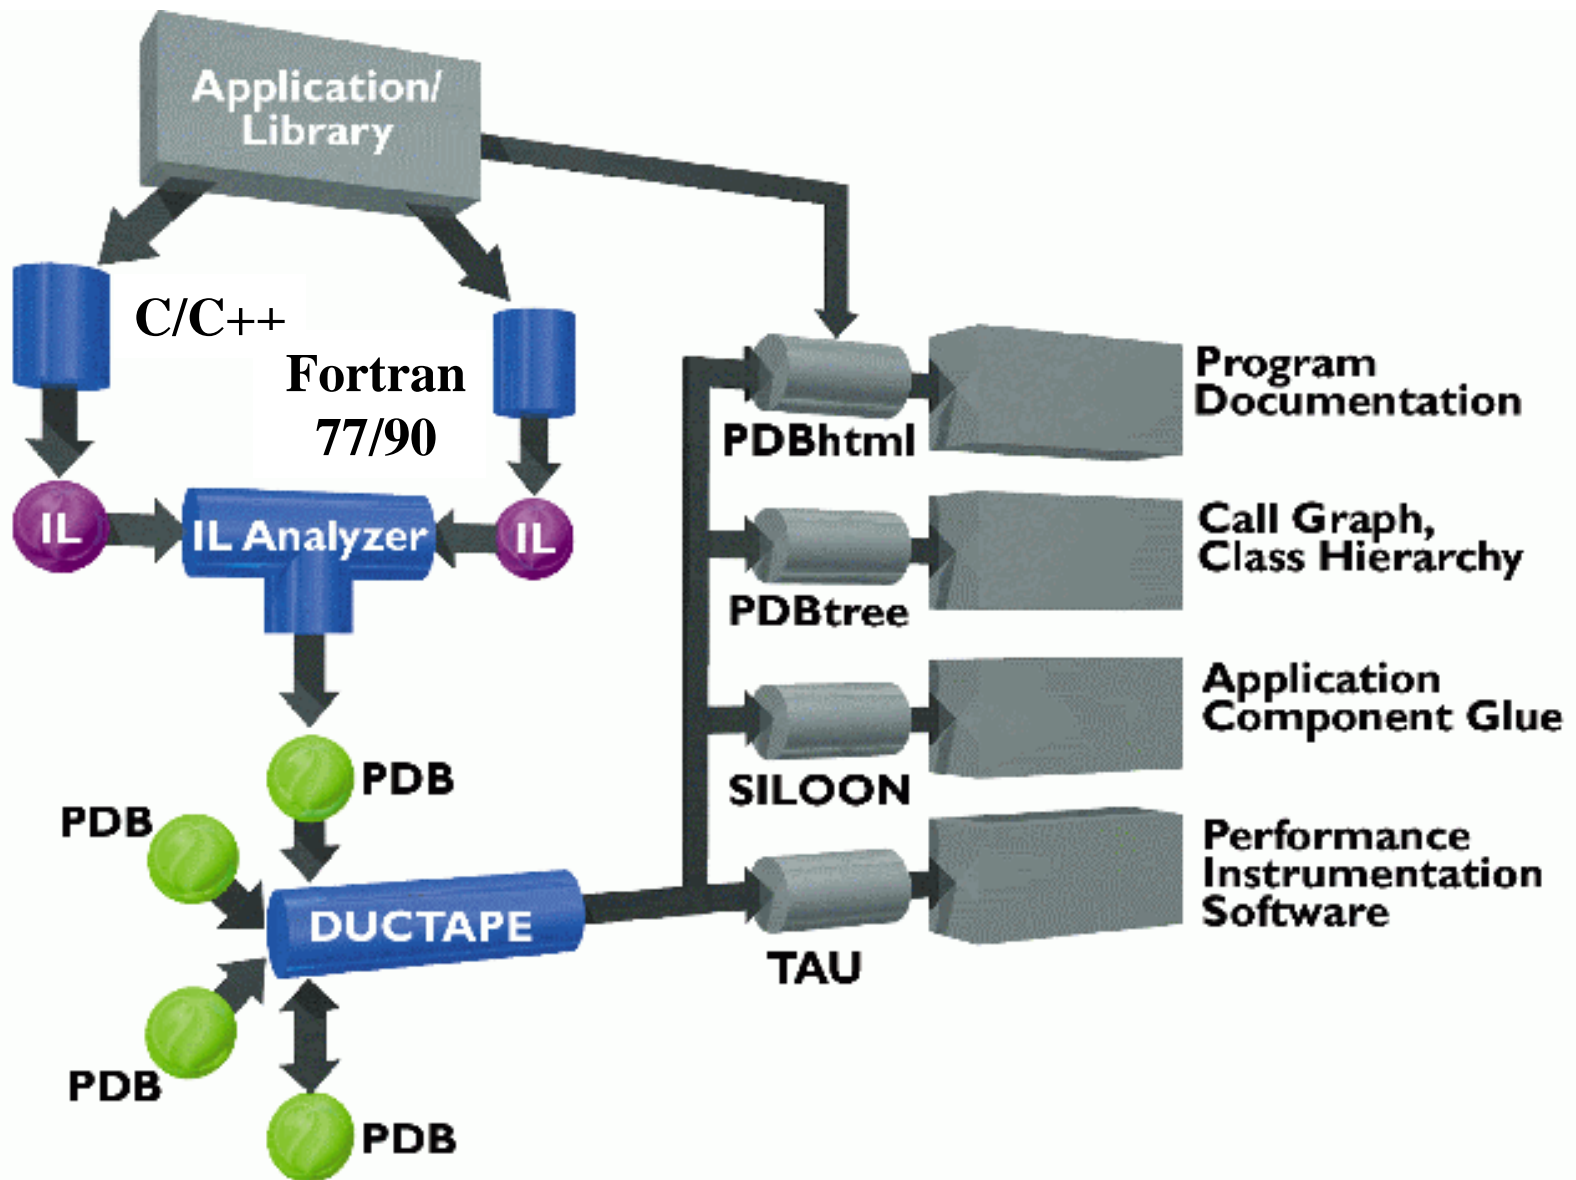 Application/
Library
C/C++
Fortran
77/90
IL
IL Analyzer
IL
PDB
PDB
DUCTAPE
PDB
PDB
PDBhtml
Program
Documentation
PDBtree
Call Graph,
Class Hierarchy
SILOON
Application
Component Glue
TAU
Performance
Instrumentation
Software